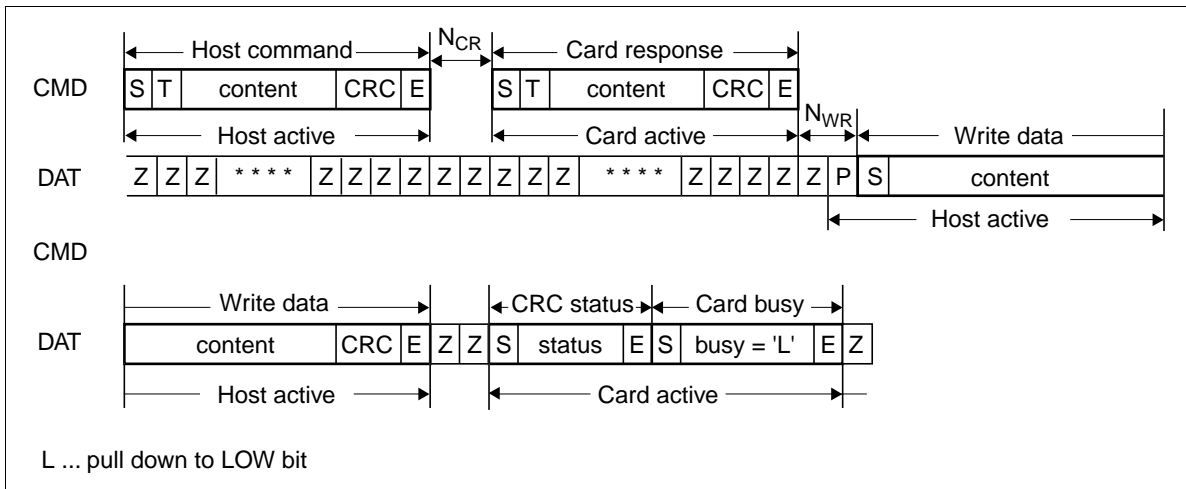 Host command N_CR Card response
CMD S T content CRC E S T content CRC E
Host active Card active N_WR Write data
DAT Z Z Z * * * * Z Z Z Z Z Z Z Z Z * * * * Z Z Z Z Z P S content
Host active
CMD
Write data CRC status Card busy
DAT content CRC E Z Z S status E S busy = 'L' E Z
Host active Card active
L ... pull down to LOW bit